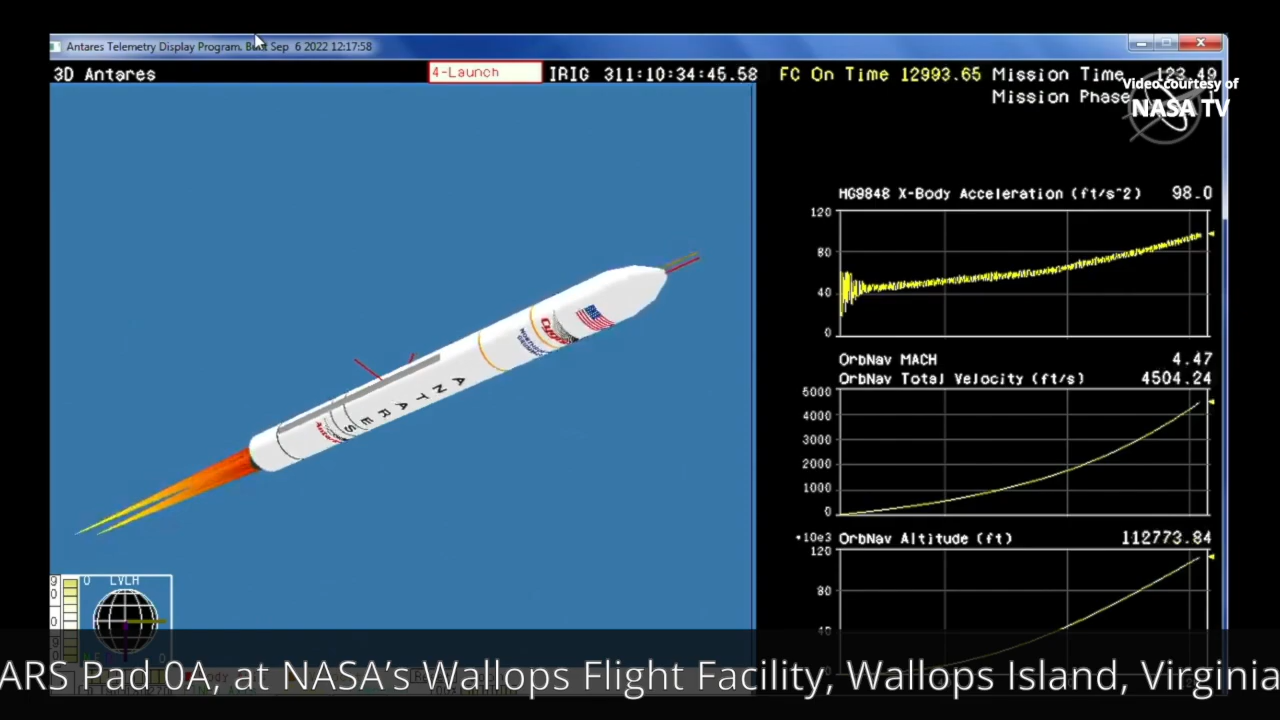 Antares Telemetry Display Program. Built Sep 6 2022 12:17:58
3D Antares
4-Launch
IRIG 311:10:34:45.58
FC On Time 12993.65
Mission Time 123.49
Mission Phase
Video courtesy of
NASA TV
HG9848 X-Body Acceleration (ft/s^2) 98.0
120
80
40
0
OrbNav MACH 4.47
OrbNav Total Velocity (ft/s) 4504.24
5000
4000
3000
2000
1000
0
*10e3 OrbNav Altitude (ft) 112773.84
120
80
40
ANTARES
Cygnus
LVLH
0
ARS Pad 0A, at NASA’s Wallops Flight Facility, Wallops Island, Virginia